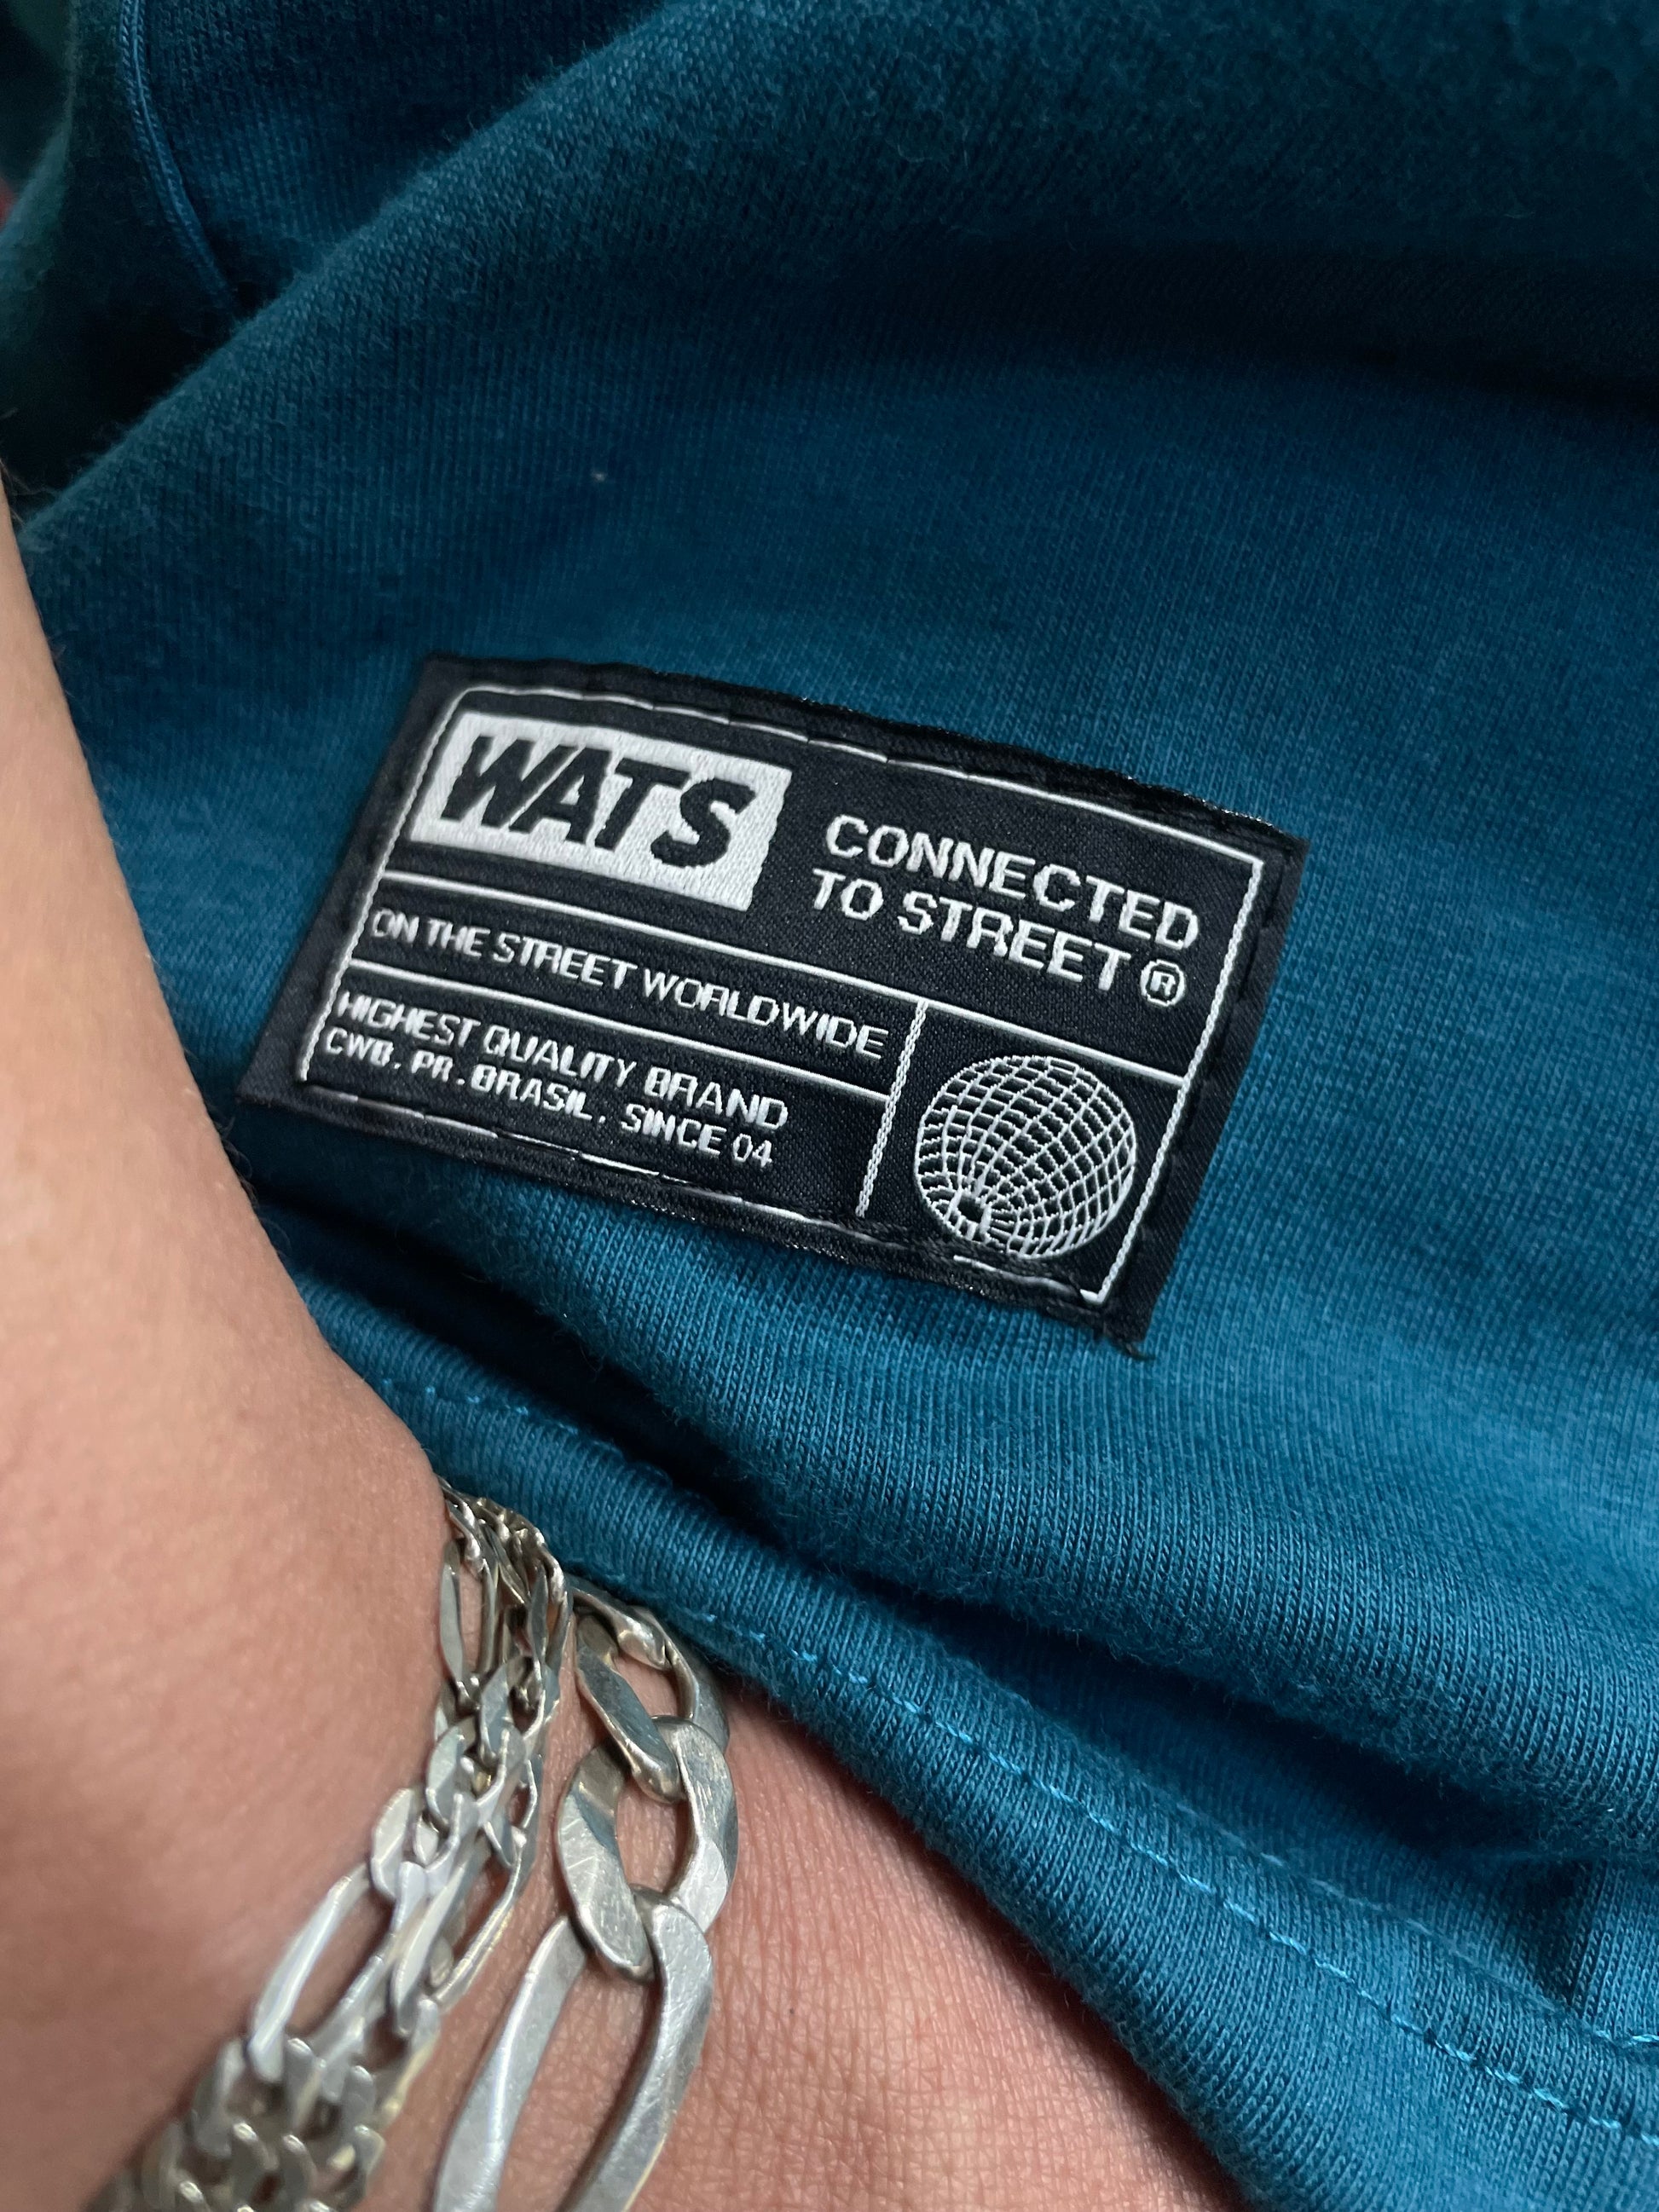 WATS
CONNECTED
TO STREET ®
ON THE STREET WORLDWIDE
HIGHEST QUALITY BRAND
CWB. PR. BRASIL. SINCE 04